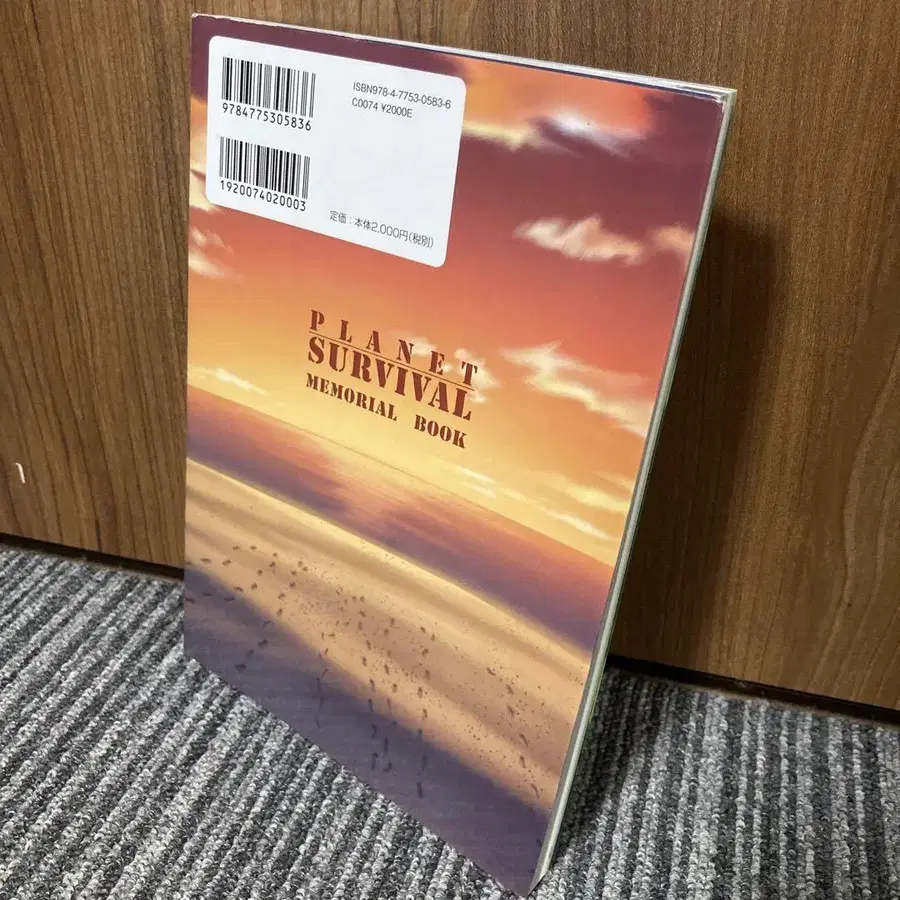 ISBN978-4-7753-0583-6
C0074 ¥2000E
9784775305836
1920074020003
定価：本体2,000円(税別)
PLANET
SURVIVAL
MEMORIAL BOOK